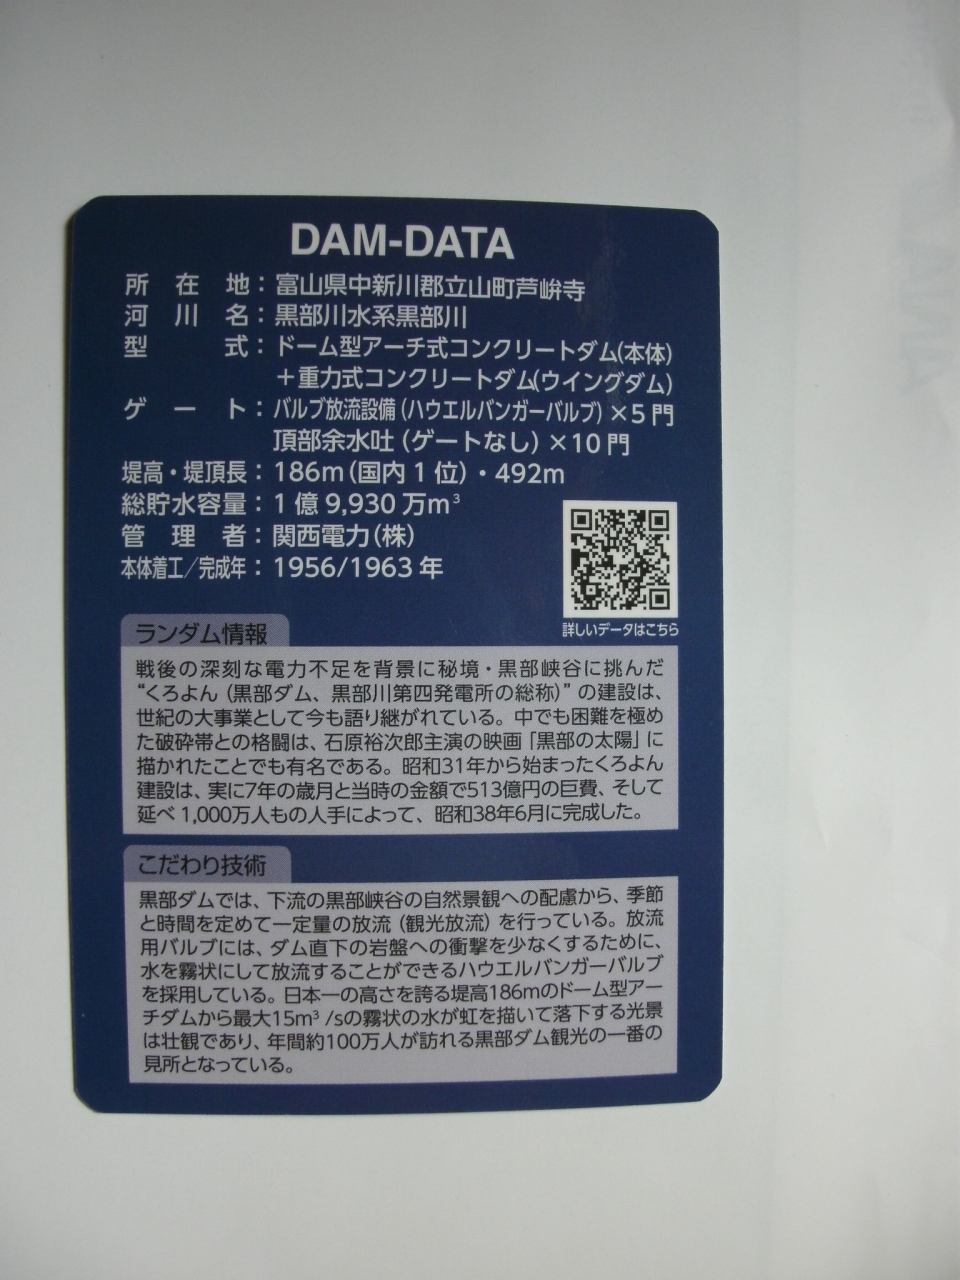 DAM-DATA
所在地：富山県中新川郡立山町芦峅寺
河川名：黒部川水系黒部川
型式：ドーム型アーチ式コンクリートダム(本体)
＋重力式コンクリートダム(ウイングダム)
ゲート：バルブ放流設備(ハウエルバンガーバルブ)×5門
頂部余水吐(ゲートなし)×10門
堤高・堤頂長：186m(国内1位)・492m
総貯水容量：1億9,930万m³
管理者：関西電力(株)
本体着工/完成年：1956/1963年
詳しいデータはこちら
ランダム情報
戦後の深刻な電力不足を背景に秘境・黒部峡谷に挑んだ
“くろよん(黒部ダム、黒部川第四発電所の総称)”の建設は、
世紀の大事業として今も語り継がれている。中でも困難を極め
た破砕帯との格闘は、石原裕次郎主演の映画「黒部の太陽」に
描かれたことでも有名である。昭和31年から始まったくろよん
建設は、実に7年の歳月と当時の金額で513億円の巨費、そして
延べ1,000万人もの人手によって、昭和38年6月に完成した。
こだわり技術
黒部ダムでは、下流の黒部峡谷の自然景観への配慮から、季節
と時間を定めて一定量の放流(観光放流)を行っている。放流
用バルブには、ダム直下の岩盤への衝撃を少なくするために、
水を霧状にして放流することができるハウエルバンガーバルブ
を採用している。日本一の高さを誇る堤高186mのドーム型アー
チダムから最大15m³/sの霧状の水が虹を描いて落下する光景
は壮観であり、年間約100万人が訪れる黒部ダム観光の一番の
見所となっている。